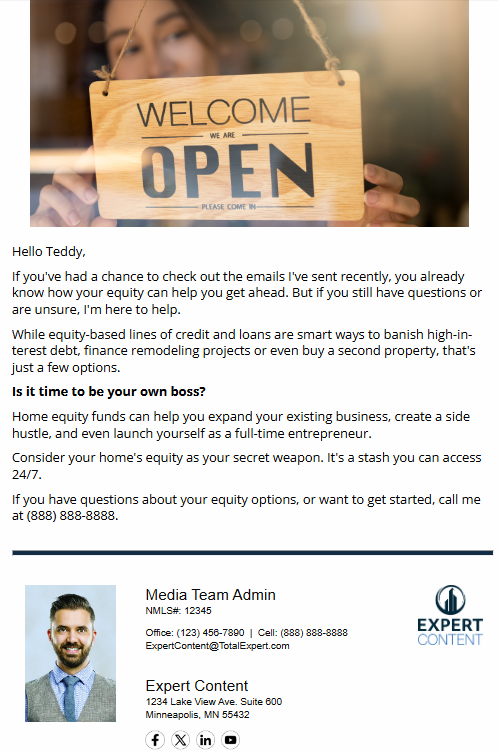 WELCOME
WE ARE
OPEN
PLEASE COME IN
Hello Teddy,
If you've had a chance to check out the emails I've sent recently, you already
know how your equity can help you get ahead. But if you still have questions or
are unsure, I'm here to help.
While equity-based lines of credit and loans are smart ways to banish high-in-
terest debt, finance remodeling projects or even buy a second property, that's
just a few options.
Is it time to be your own boss?
Home equity funds can help you expand your existing business, create a side
hustle, and even launch yourself as a full-time entrepreneur.
Consider your home's equity as your secret weapon. It's a stash you can access
24/7.
If you have questions about your equity options, or want to get started, call me
at (888) 888-8888.
Media Team Admin
NMLS#: 12345
Office: (123) 456-7890 | Cell: (888) 888-8888
ExpertContent@TotalExpert.com
Expert Content
1234 Lake View Ave. Suite 600
Minneapolis, MN 55432
EXPERT
CONTENT